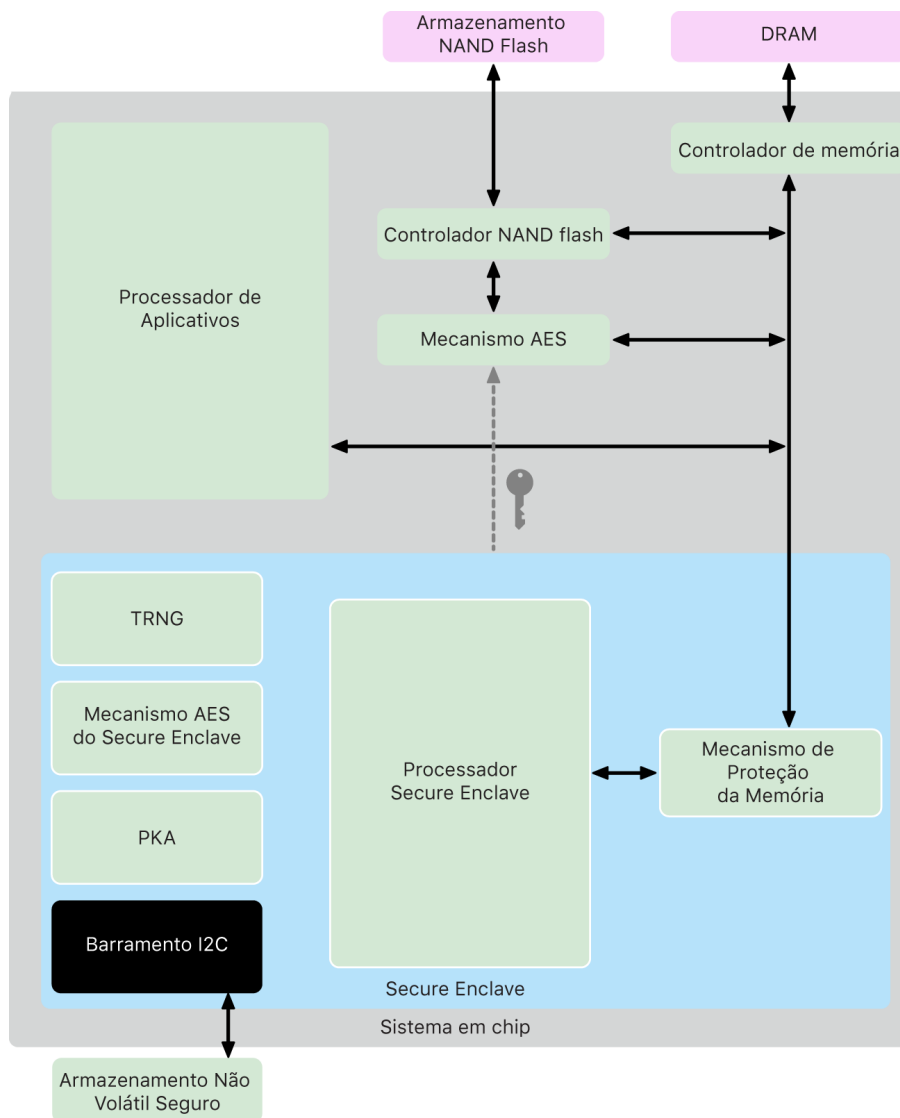 Armazenamento
NAND Flash
DRAM
Controlador de memória
Controlador NAND flash
Processador de
Aplicativos
Mecanismo AES
TRNG
Mecanismo AES
do Secure Enclave
Processador
Secure Enclave
Mecanismo de
Proteção
da Memória
PKA
Barramento I2C
Secure Enclave
Sistema em chip
Armazenamento Não
Volátil Seguro